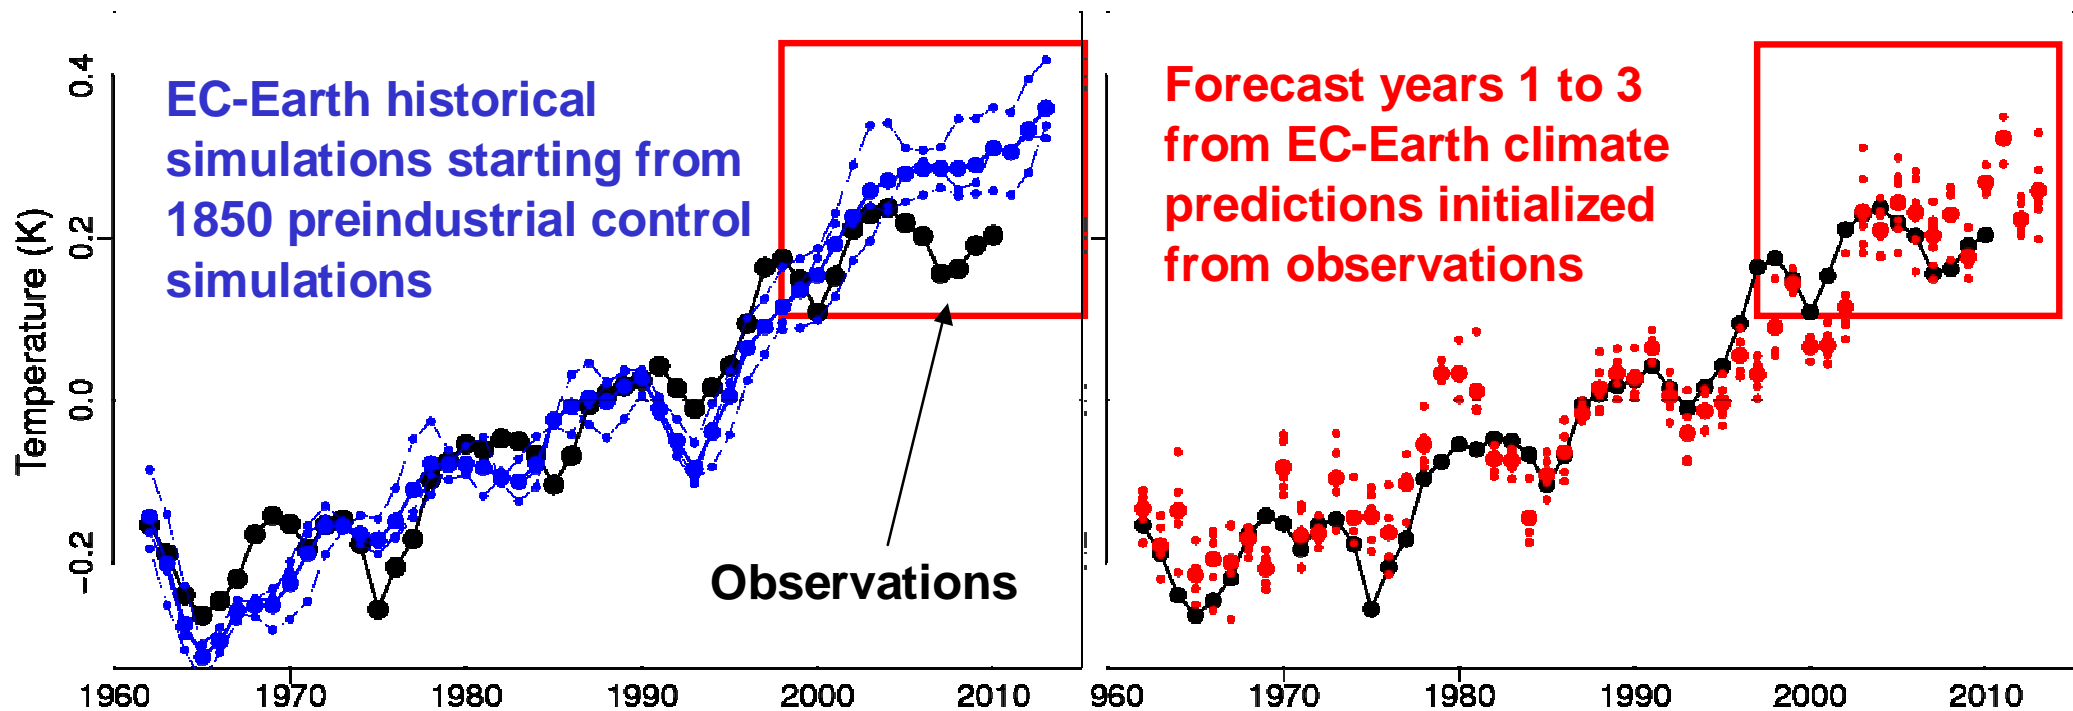 EC-Earth historical
simulations starting from
1850 preindustrial control
simulations
Observations
Temperature (K)
0.4
0.2
0.0
−0.2
1960 1970 1980 1990 2000 2010
Forecast years 1 to 3
from EC-Earth climate
predictions initialized
from observations
960 1970 1980 1990 2000 2010